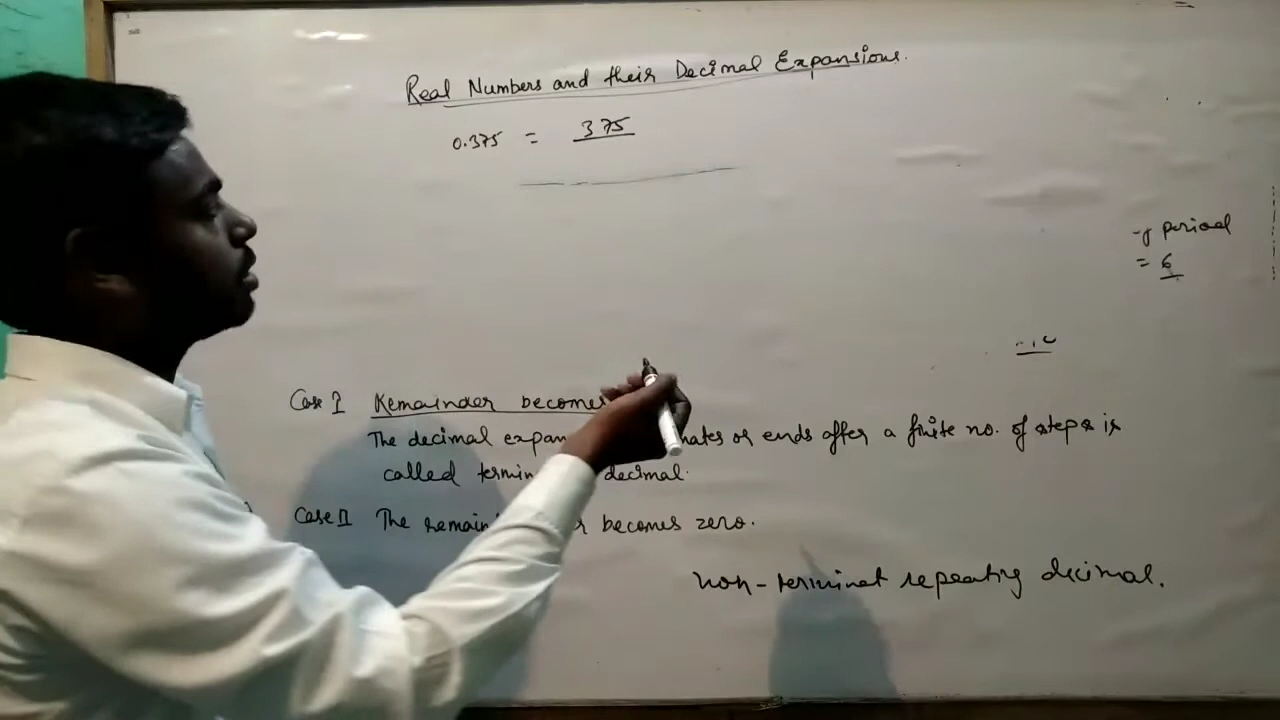 Real Numbers and their Decimal Expansions.
0.375 = 375
period
= 6
Case I Remainder becomes
The decimal expan nates or ends after a finite no. of steps is
called termin decimal.
Case II The remain r becomes zero.
non-terminat repeating decimal.